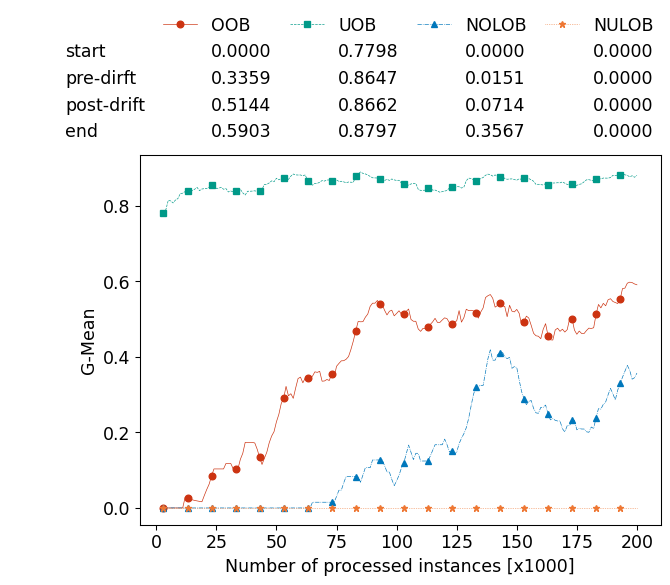 OOB UOB NOLOB NULOB
start 0.0000 0.7798 0.0000 0.0000
pre-dirft 0.3359 0.8647 0.0151 0.0000
post-drift 0.5144 0.8662 0.0714 0.0000
end 0.5903 0.8797 0.3567 0.0000
0.8
0.6
0.4
0.2
0.0
G-Mean
0 25 50 75 100 125 150 175 200
Number of processed instances [x1000]